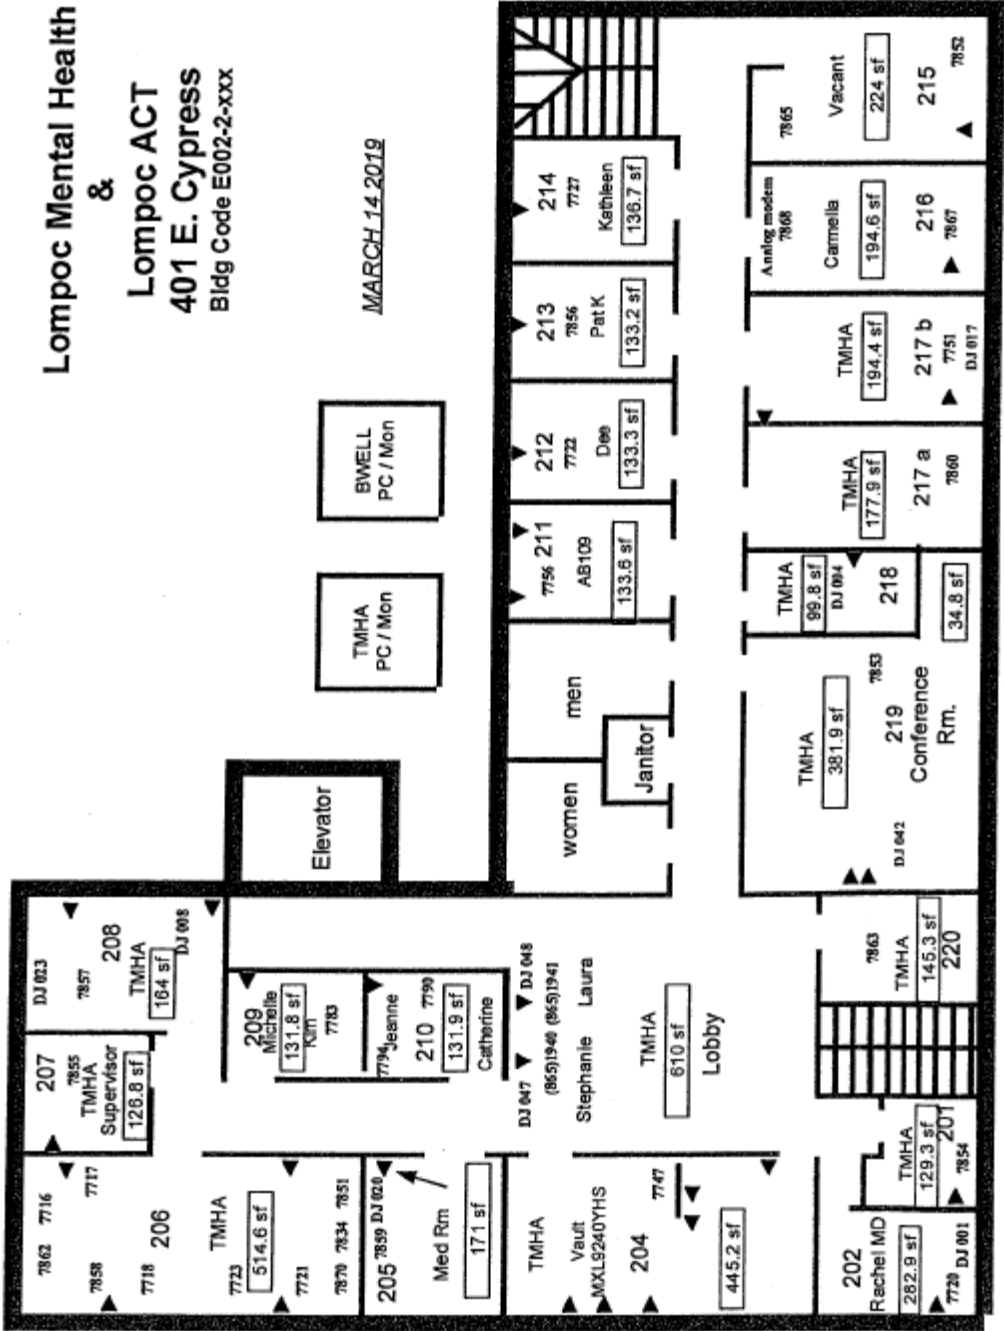 Lompoc Mental Health
&
Lompoc ACT
401 E. Cypress
Bldg Code E002-2-xxx
MARCH 14 2019
BWELL
PC / Mon
TMHA
PC / Mon
Elevator
214
7727
Kathleen
136.7 sf
213
7856
Pat K
133.2 sf
212
7722
Dee
133.3 sf
7756 211
AB109
133.6 sf
men
women
Janitor
7865
Vacant
224 sf
215
7852
Annlog modem
7868
Carmella
194.6 sf
216
7867
TMHA
194.4 sf
217 b
7751
DJ 017
TMHA
177.9 sf
217 a
7860
TMHA
99.8 sf
DJ 004
218
34.8 sf
TMHA
381.9 sf
7853
219
Conference
Rm.
DJ 042
7863
TMHA
145.3 sf
220
DJ 023
7857
208
TMHA
164 sf
DJ 008
207
7855
TMHA
Supervisor
126.8 sf
209
Michelle
131.8 sf
Kim
7783
7794 Jeanne 7790
210
131.9 sf
Catherine
DJ 047 DJ 048
(865)1940 (865)1941
Stephanie Laura
TMHA
610 sf
Lobby
7862 7716
7717
7858
7718
206
TMHA
7723
514.6 sf
7721
7870 7834 7851
205 7859 DJ 020
Med Rm
171 sf
TMHA
Vault
MXL9240YHS
204
7747
445.2 sf
TMHA
129.3 sf
201
7854
202
Rachel MD
282.9 sf
7720 DJ 001